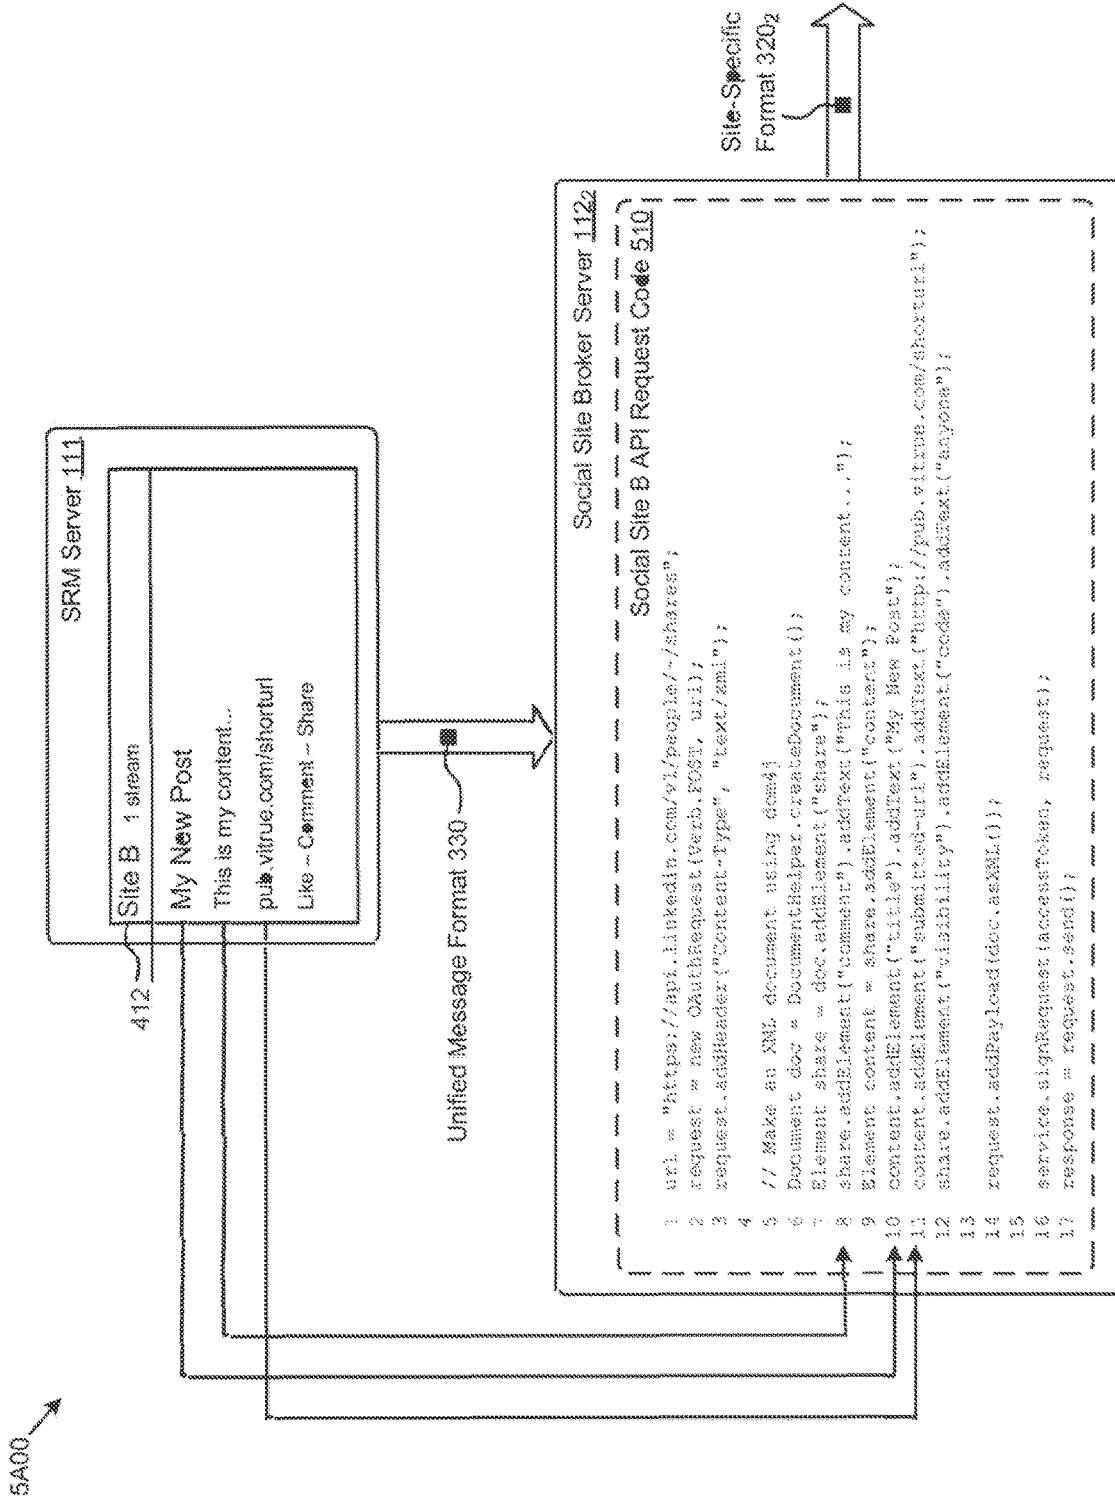 5A00
SRM Server 111
412
Site B 1 stream
My New Post
This is my content...
pub.vitrue.com/shorturl
Like – Comment – Share
Unified Message Format 330
Social Site Broker Server 112₂
Social Site B API Request Code 510
1 url = "https://api.linkedin.com/v1/people/~/shares";
2 request = new OAuthRequest(Verb.POST, url);
3 request.addHeader("Content-Type", "text/xml");
4
5 // Make an XML document using dom4j
6 Document doc = DocumentHelper.createDocument();
7 Element share = doc.addElement("share");
8 share.addElement("comment").addText("This is my content...");
9 Element content = share.addElement("content");
10 content.addElement("title").addText("My New Post");
11 content.addElement("submitted-url").addText("http://pub.vitrue.com/shorturl");
12 share.addElement("visibility").addElement("code").addText("anyone");
13
14 request.addPayload(doc.asXML());
15
16 service.signRequest(accessToken, request);
17 response = request.send();
Site-Specific
Format 320₂